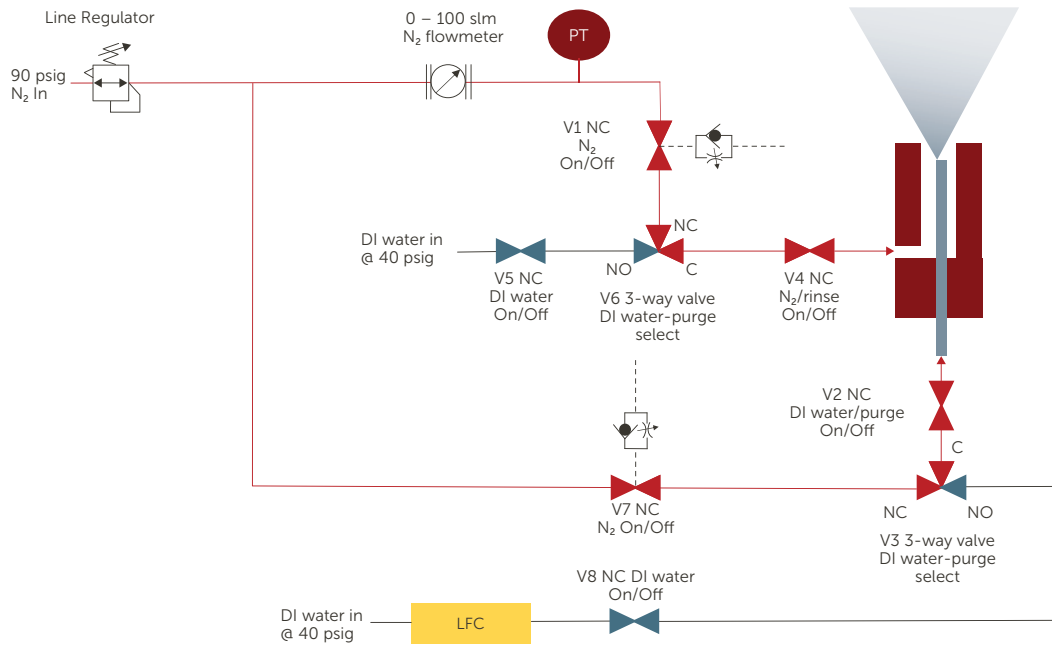 Line Regulator
0 – 100 slm
N₂ flowmeter
PT
90 psig
N₂ In
V1 NC
N₂
On/Off
NC
DI water in
@ 40 psig
NO
C
V5 NC
DI water
On/Off
V6 3-way valve
DI water-purge
select
V4 NC
N₂/rinse
On/Off
V2 NC
DI water/purge
On/Off
C
NC
NO
V7 NC
N₂ On/Off
V3 3-way valve
DI water-purge
select
V8 NC DI water
On/Off
DI water in
@ 40 psig
LFC